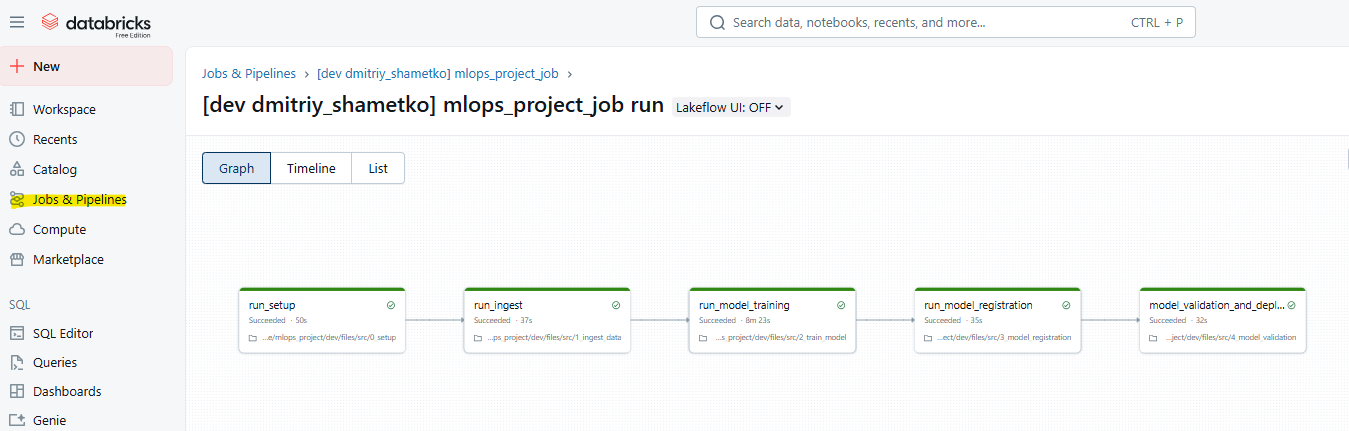 databricks
Free Edition
Search data, notebooks, recents, and more...
CTRL + P
New
Workspace
Recents
Catalog
Jobs & Pipelines
Compute
Marketplace
SQL
SQL Editor
Queries
Dashboards
Genie
Jobs & Pipelines › [dev dmitriy_shametko] mlops_project_job ›
[dev dmitriy_shametko] mlops_project_job run Lakeflow UI: OFF
Graph Timeline List
run_setup
Succeeded · 50s
...e/mlops_project/dev/files/src/0_setup
run_ingest
Succeeded · 37s
...ps_project/dev/files/src/1_ingest_data
run_model_training
Succeeded · 8m 23s
...s_project/dev/files/src/2_train_model
run_model_registration
Succeeded · 35s
...ect/dev/files/src/3_model_registration
model_validation_and_depl...
Succeeded · 32s
...ject/dev/files/src/4_model_validation